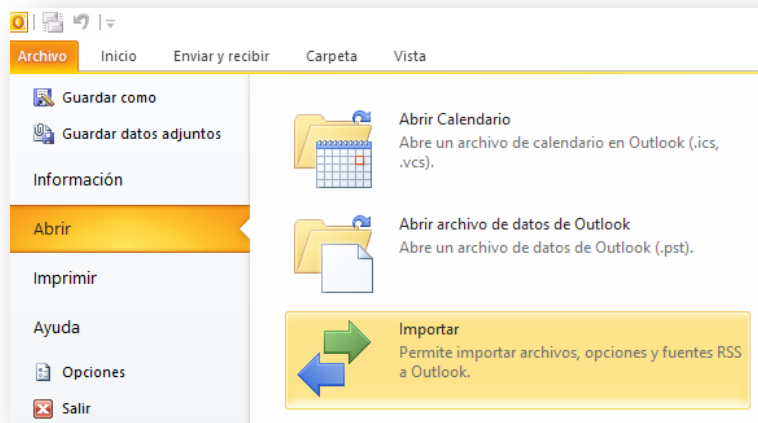 Archivo Inicio Enviar y recibir Carpeta Vista
Guardar como
Guardar datos adjuntos
Información
Abrir
Imprimir
Ayuda
Opciones
Salir
Abrir Calendario
Abre un archivo de calendario en Outlook (.ics,
.vcs).
Abrir archivo de datos de Outlook
Abre un archivo de datos de Outlook (.pst).
Importar
Permite importar archivos, opciones y fuentes RSS
a Outlook.